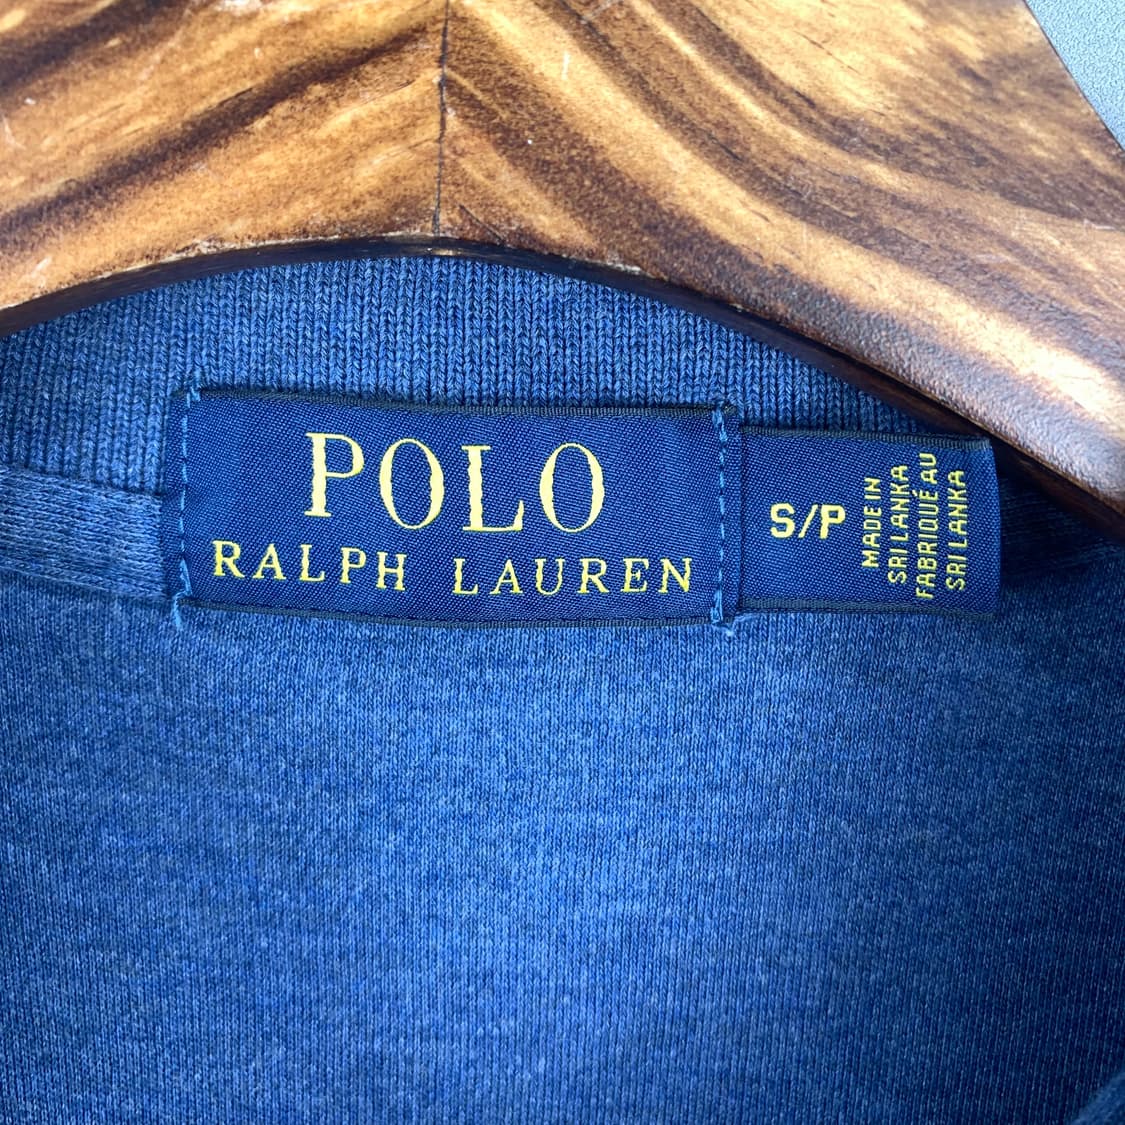 POLO
RALPH LAUREN
S/P
MADE IN
SRI LANKA
FABRIQUÉ AU
SRI LANKA